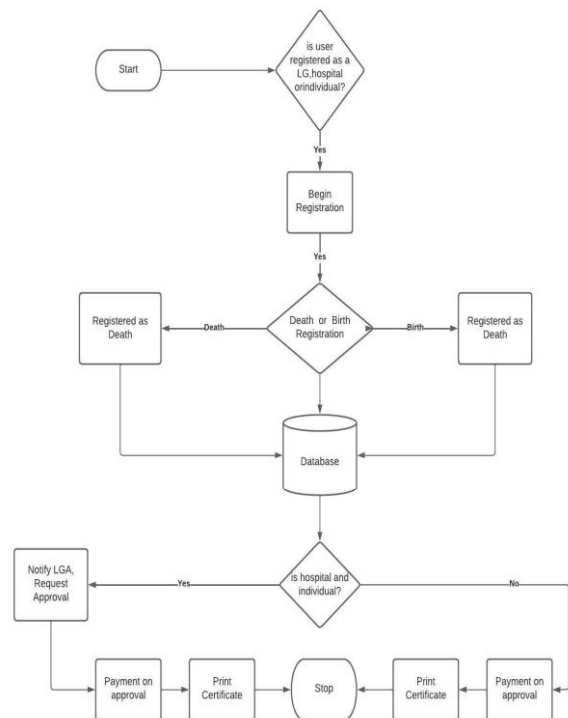 is user
registered as a
LG,hospital
orindividual?
Start
Yes
Begin
Registration
Yes
Registered as
Death
Death
Death or Birth
Registration
Birth
Registered as
Death
Database
Notify LGA,
Request
Approval
Yes
is hospital and
individual?
No
Payment on
approval
Print
Certificate
Stop
Print
Certificate
Payment on
approval